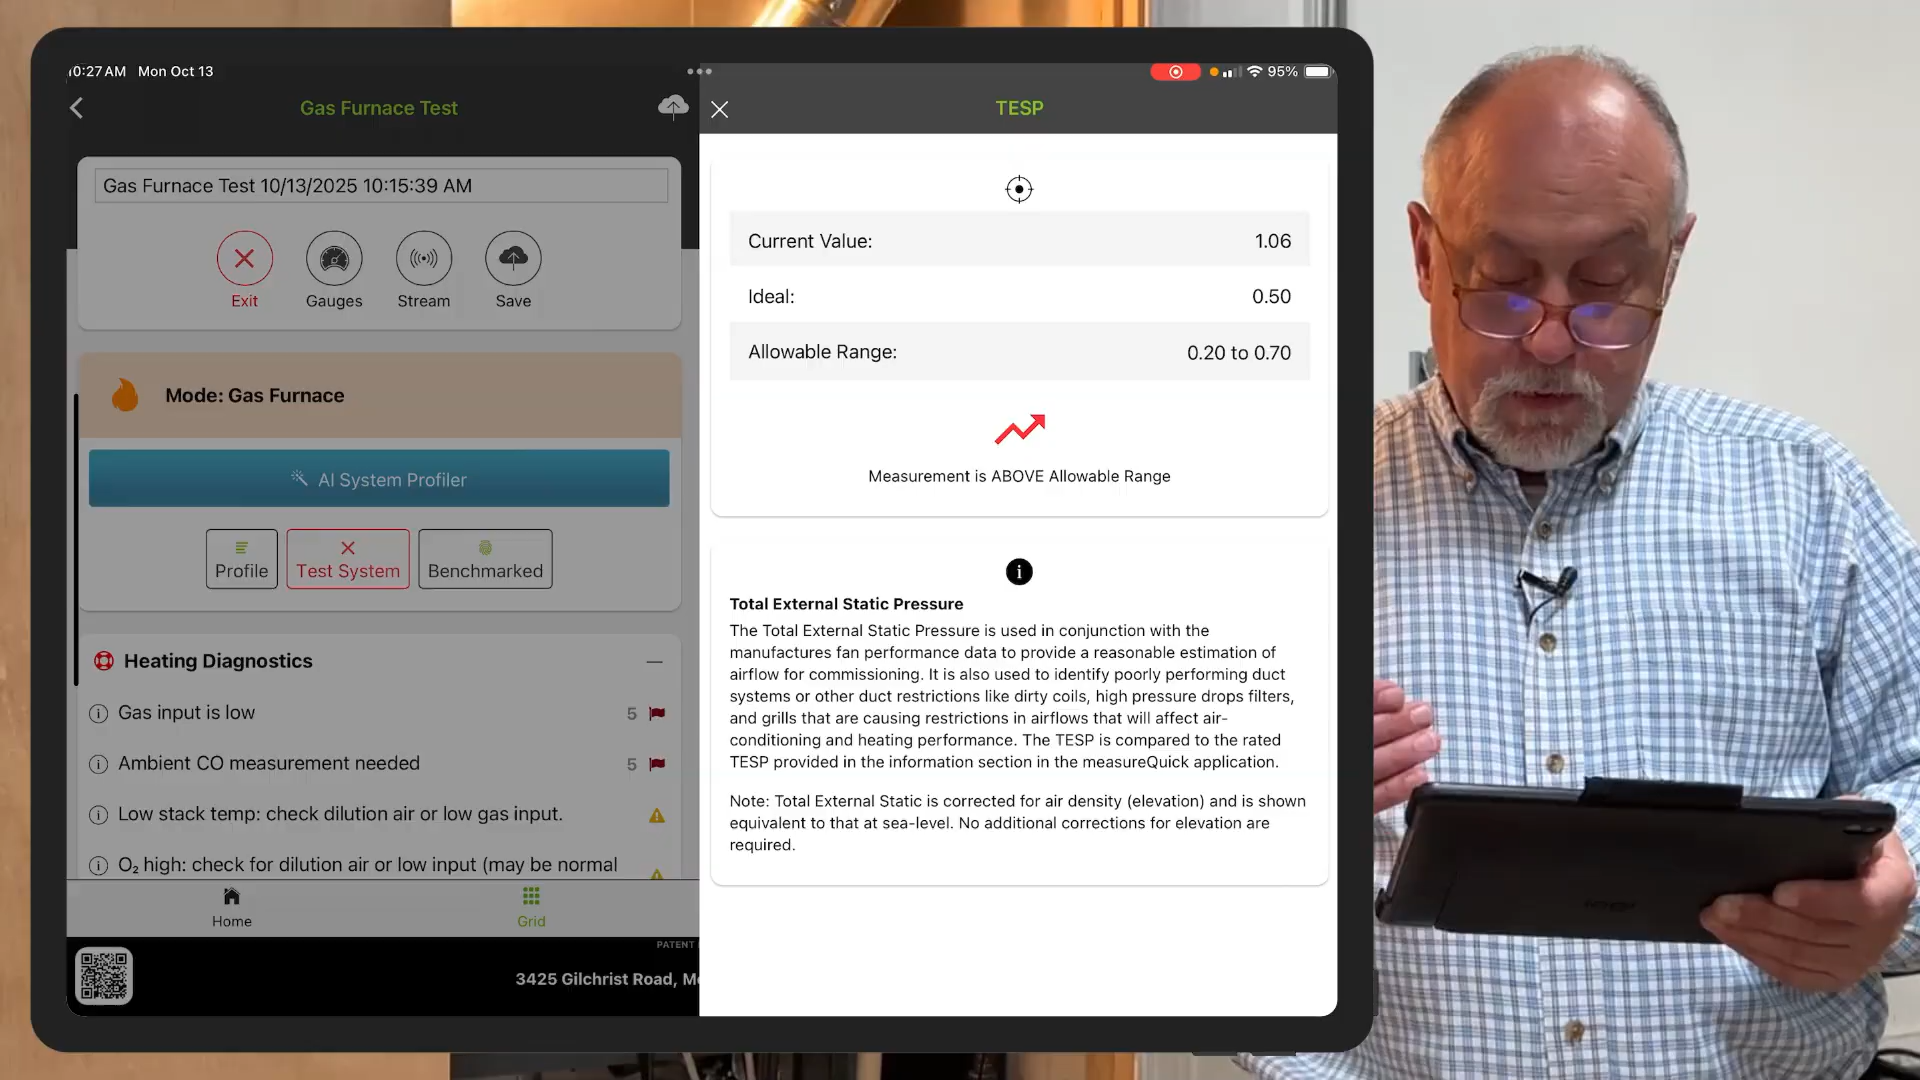 0:27 AM Mon Oct 13
95%
Gas Furnace Test
Gas Furnace Test 10/13/2025 10:15:39 AM
Exit
Gauges
Stream
Save
Mode: Gas Furnace
AI System Profiler
Profile
Test System
Benchmarked
Heating Diagnostics
Gas input is low 5
Ambient CO measurement needed 5
Low stack temp: check dilution air or low gas input.
O₂ high: check for dilution air or low input (may be normal
Home
Grid
PATENT
3425 Gilchrist Road, M
TESP
Current Value: 1.06
Ideal: 0.50
Allowable Range: 0.20 to 0.70
Measurement is ABOVE Allowable Range
Total External Static Pressure
The Total External Static Pressure is used in conjunction with the
manufactures fan performance data to provide a reasonable estimation of
airflow for commissioning. It is also used to identify poorly performing duct
systems or other duct restrictions like dirty coils, high pressure drops filters,
and grills that are causing restrictions in airflows that will affect air-
conditioning and heating performance. The TESP is compared to the rated
TESP provided in the information section in the measureQuick application.
Note: Total External Static is corrected for air density (elevation) and is shown
equivalent to that at sea-level. No additional corrections for elevation are
required.